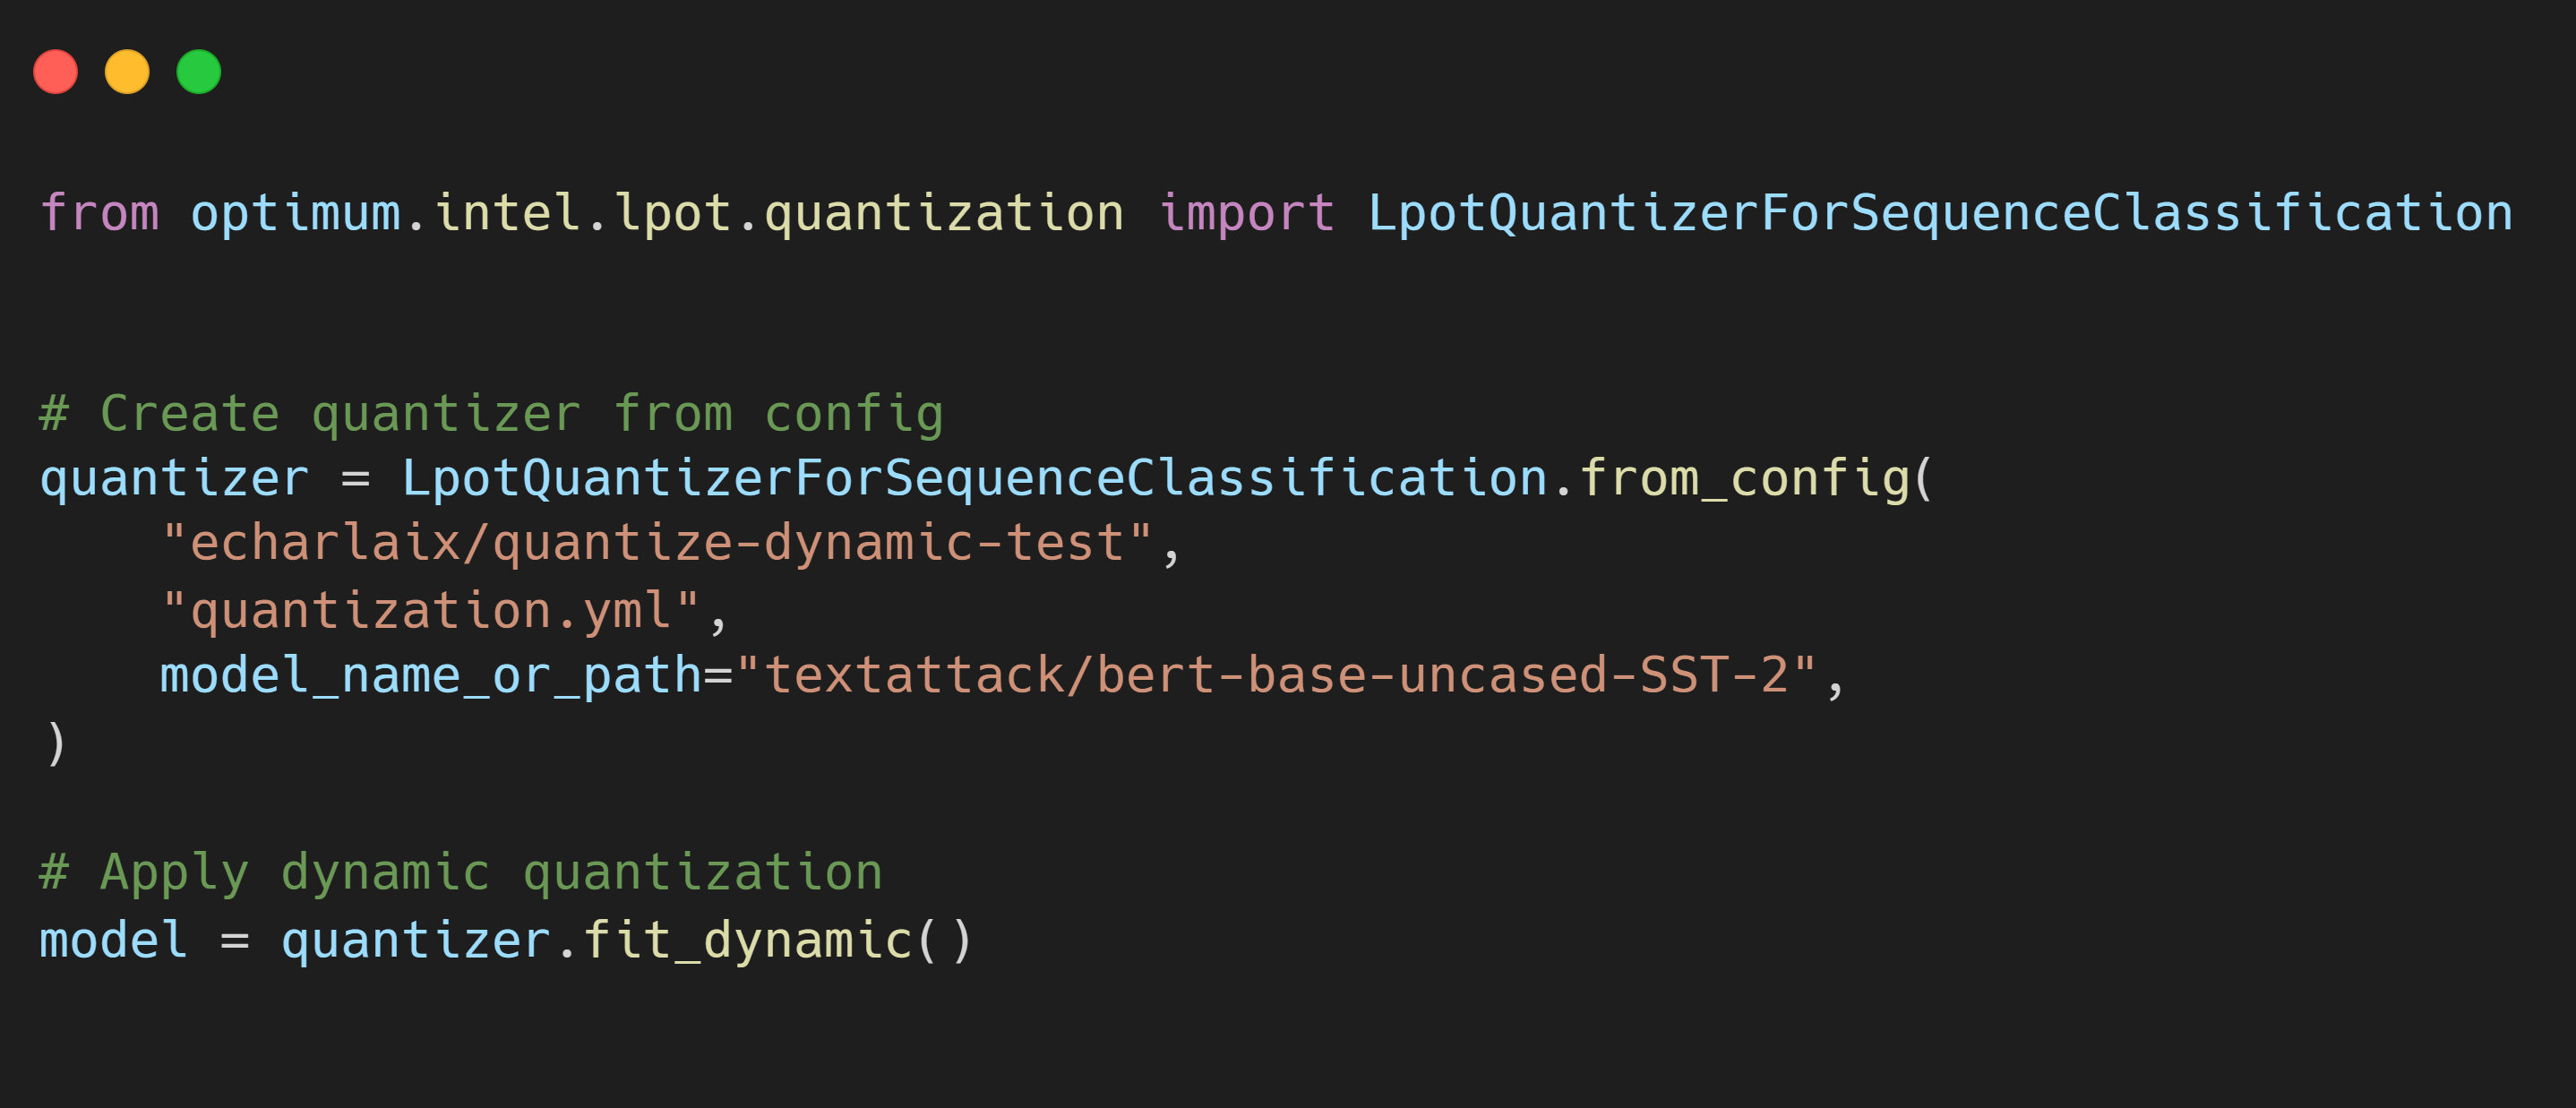 from optimum.intel.lpot.quantization import LpotQuantizerForSequenceClassification
# Create quantizer from config
quantizer = LpotQuantizerForSequenceClassification.from_config(
    "echarlaix/quantize-dynamic-test",
    "quantization.yml",
    model_name_or_path="textattack/bert-base-uncased-SST-2",
)
# Apply dynamic quantization
model = quantizer.fit_dynamic()